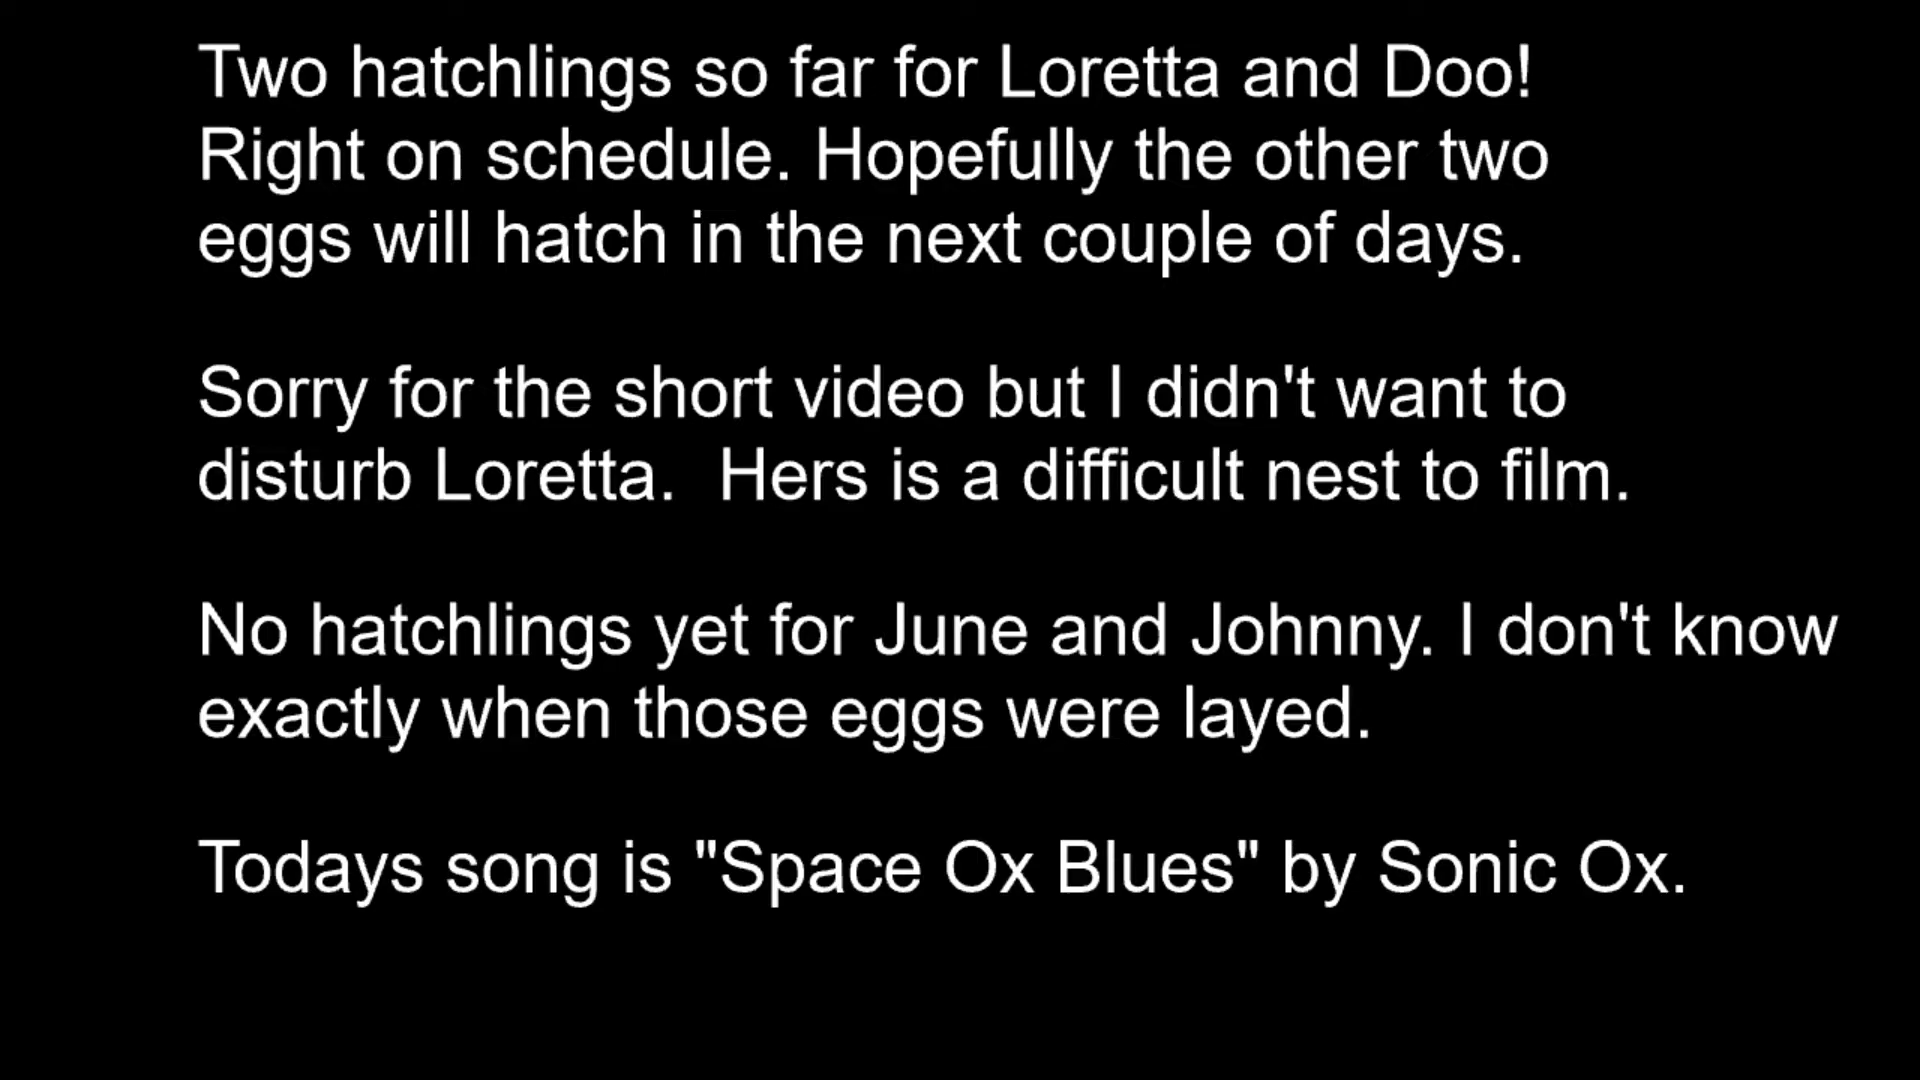 Two hatchlings so far for Loretta and Doo!
Right on schedule. Hopefully the other two
eggs will hatch in the next couple of days.
Sorry for the short video but I didn't want to
disturb Loretta.  Hers is a difficult nest to film.
No hatchlings yet for June and Johnny. I don't know
exactly when those eggs were layed.
Todays song is "Space Ox Blues" by Sonic Ox.